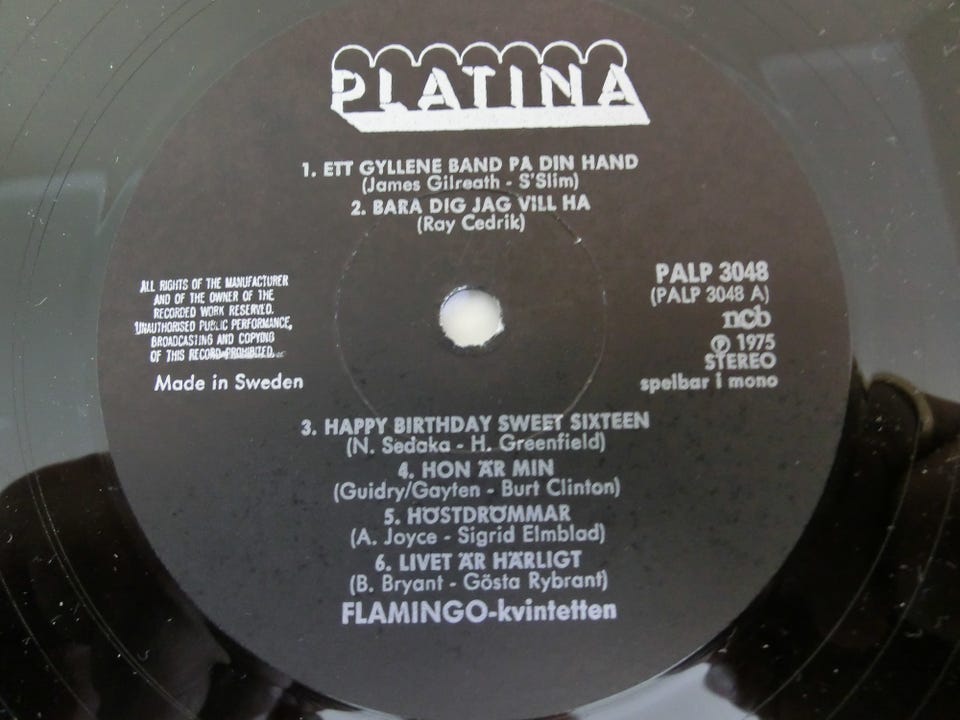 PLATINA
1. ETT GYLLENE BAND PÅ DIN HAND
(James Gilreath - S'Slim)
2. BARA DIG JAG VILL HA
(Ray Cedrik)
ALL RIGHTS OF THE MANUFACTURER
AND OF THE OWNER OF THE
RECORDED WORK RESERVED.
UNAUTHORISED PUBLIC PERFORMANCE,
BROADCASTING AND COPYING
OF THIS RECORD PROHIBITED.
Made in Sweden
PALP 3048
(PALP 3048 A)
ncb
Ⓟ 1975
STEREO
spelbar i mono
3. HAPPY BIRTHDAY SWEET SIXTEEN
(N. Sedaka - H. Greenfield)
4. HON ÄR MIN
(Guidry/Gayten - Burt Clinton)
5. HÖSTDRÖMMAR
(A. Joyce - Sigrid Elmblad)
6. LIVET ÄR HÄRLIGT
(B. Bryant - Gösta Rybrant)
FLAMINGO-kvintetten